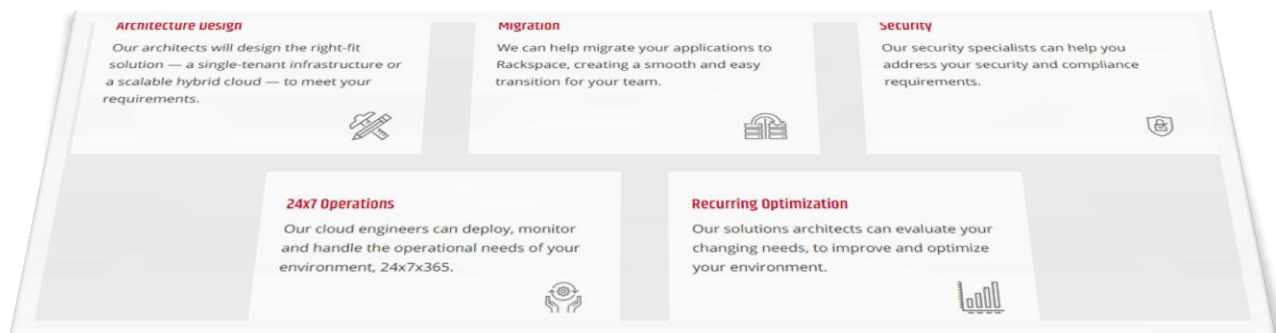 Architecture Design
Our architects will design the right-fit
solution — a single-tenant infrastructure or
a scalable hybrid cloud — to meet your
requirements.
Migration
We can help migrate your applications to
Rackspace, creating a smooth and easy
transition for your team.
Security
Our security specialists can help you
address your security and compliance
requirements.
24x7 Operations
Our cloud engineers can deploy, monitor
and handle the operational needs of your
environment, 24x7x365.
Recurring Optimization
Our solutions architects can evaluate your
changing needs, to improve and optimize
your environment.